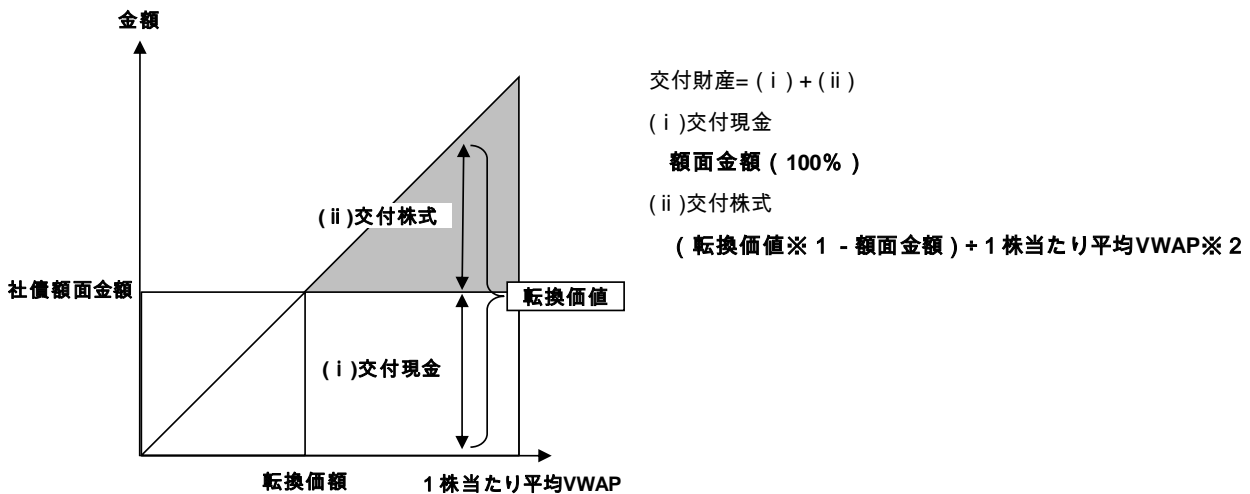 金額
交付財産= (ⅰ) + (ⅱ)
(ⅰ)交付現金
額面金額（100%）
(ⅱ)交付株式
（転換価値※1 - 額面金額）÷1株当たり平均VWAP※2
(ⅱ)交付株式
社債額面金額
転換価値
(ⅰ)交付現金
転換価額
1株当たり平均VWAP